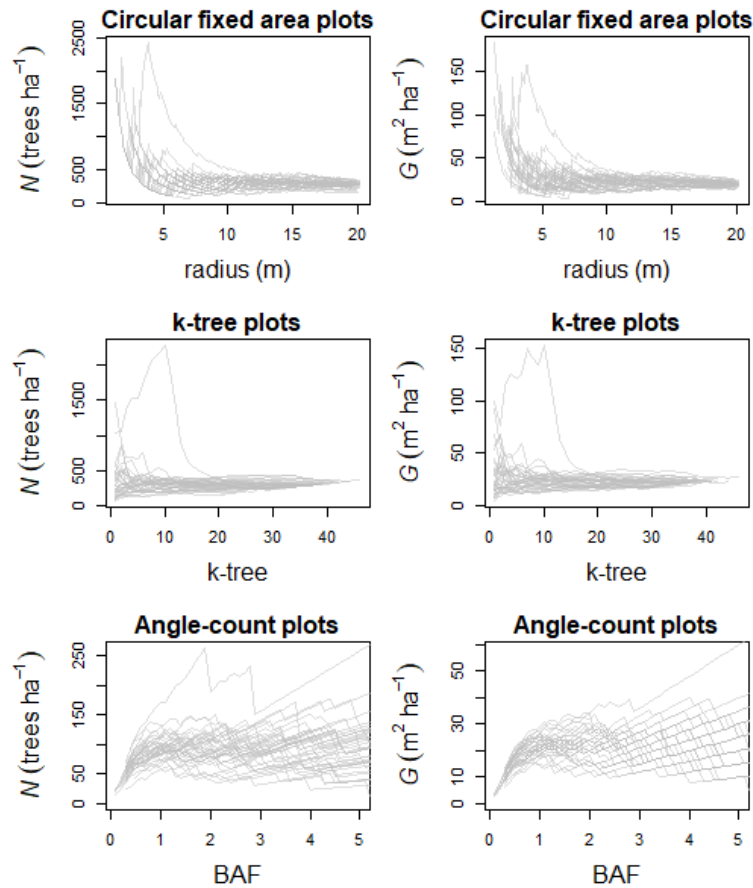 Circular fixed area plots
N (trees ha⁻¹)
0 500 1500 2500
5 10 15 20
radius (m)
Circular fixed area plots
G (m² ha⁻¹)
0 50 100 150
5 10 15 20
radius (m)
k-tree plots
N (trees ha⁻¹)
0 500 1500
0 10 20 30 40
k-tree
k-tree plots
G (m² ha⁻¹)
0 50 100 150
0 10 20 30 40
k-tree
Angle-count plots
N (trees ha⁻¹)
0 50 150 250
0 1 2 3 4 5
BAF
Angle-count plots
G (m² ha⁻¹)
0 10 30 50
0 1 2 3 4 5
BAF